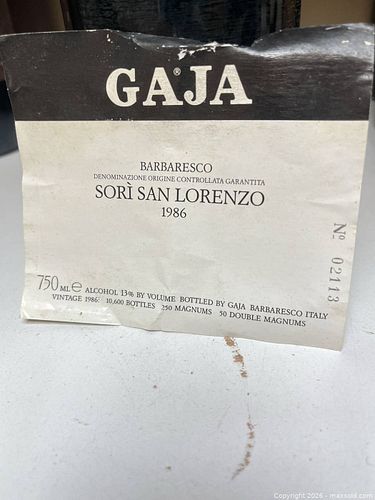 GAJA®
BARBARESCO
DENOMINAZIONE ORIGINE CONTROLLATA GARANTITA
SORÌ SAN LORENZO
1986
Nº 02113
750 ML e ALCOHOL 13% BY VOLUME BOTTLED BY GAJA BARBARESCO ITALY
VINTAGE 1986: 10,600 BOTTLES 250 MAGNUMS 50 DOUBLE MAGNUMS
Copyright 2026 - maxsold.com